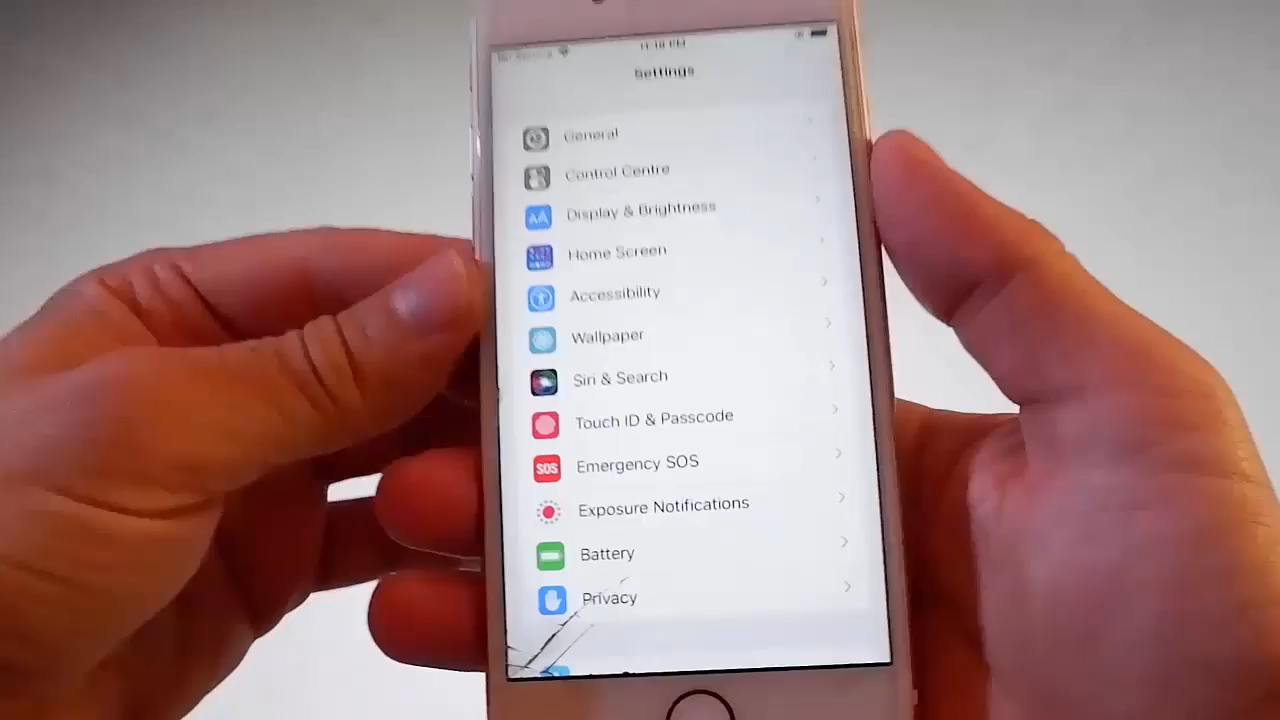 Settings
General
Control Centre
AA Display & Brightness
Home Screen
Accessibility
Wallpaper
Siri & Search
Touch ID & Passcode
SOS Emergency SOS
Exposure Notifications
Battery
Privacy